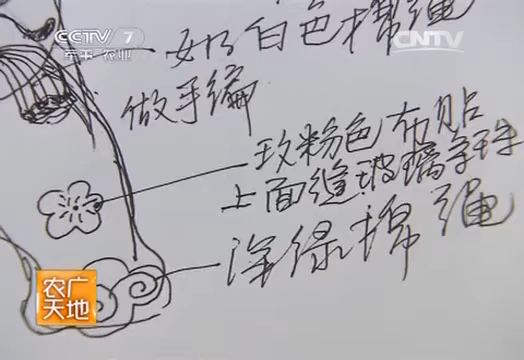 CCTV 7
军事·农业
CNTV
奶白色棉绳
做手编
玫粉色布贴
上面缝玻璃
深绿棉绳
农广
天地